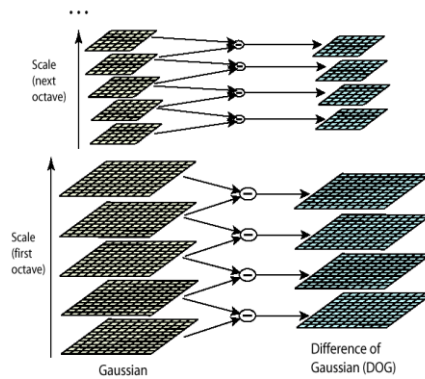 ...
Scale
(next
octave)
Scale
(first
octave)
Gaussian
Difference of
Gaussian (DOG)